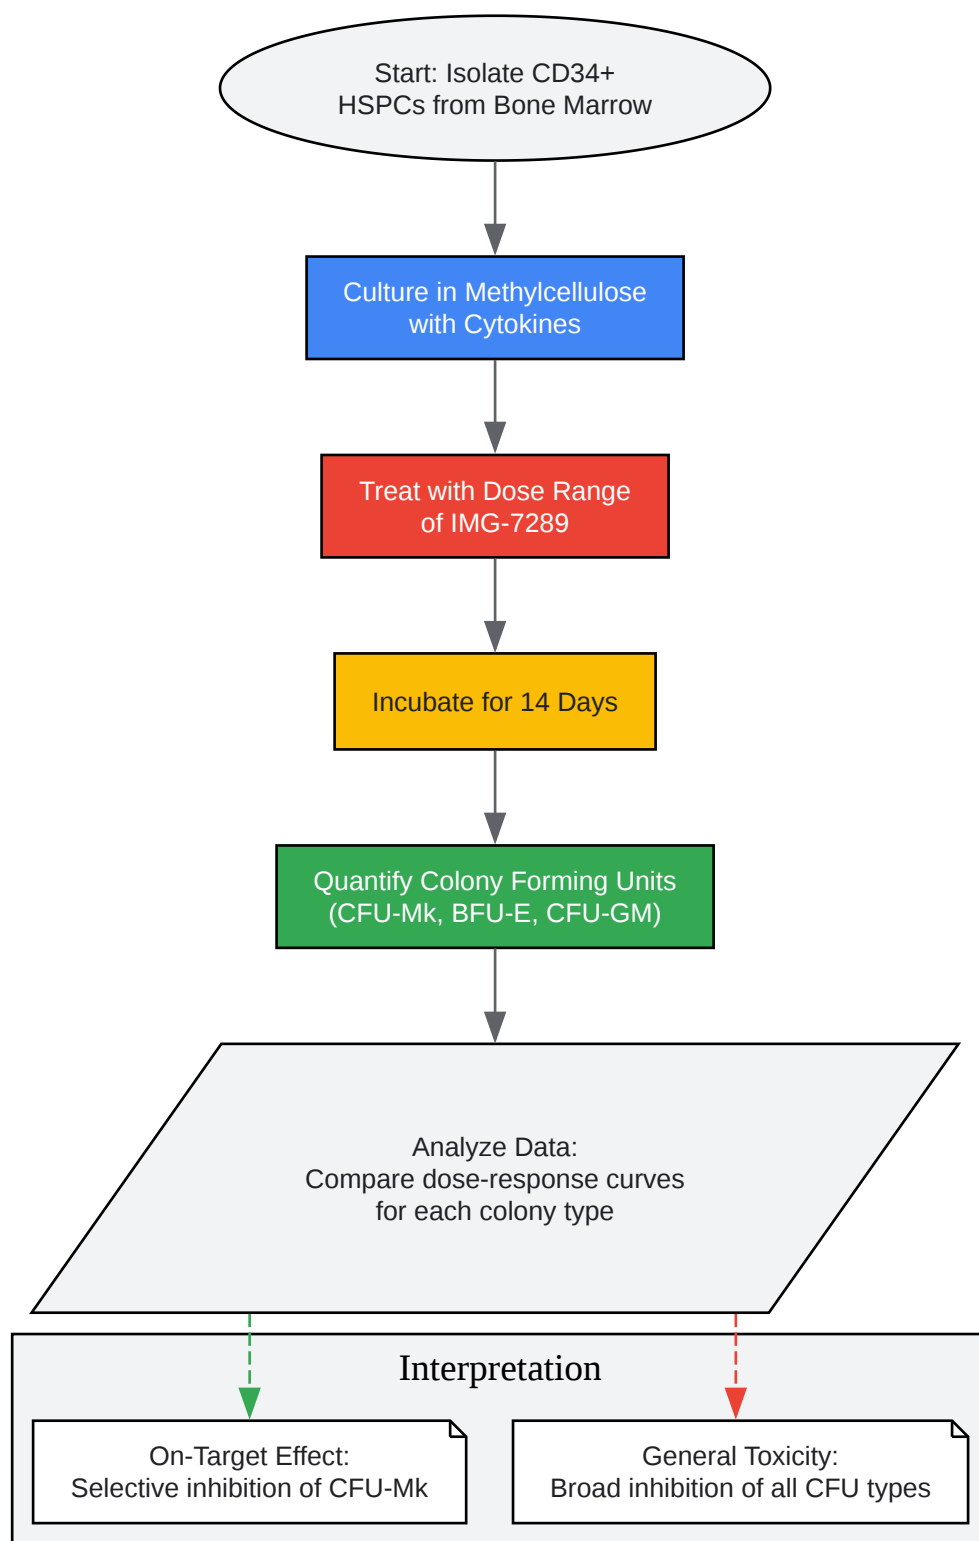 Start: Isolate CD34+
HSPCs from Bone Marrow
Culture in Methylcellulose
with Cytokines
Treat with Dose Range
of IMG-7289
Incubate for 14 Days
Quantify Colony Forming Units
(CFU-Mk, BFU-E, CFU-GM)
Analyze Data:
Compare dose-response curves
for each colony type
Interpretation
On-Target Effect:
Selective inhibition of CFU-Mk
General Toxicity:
Broad inhibition of all CFU types